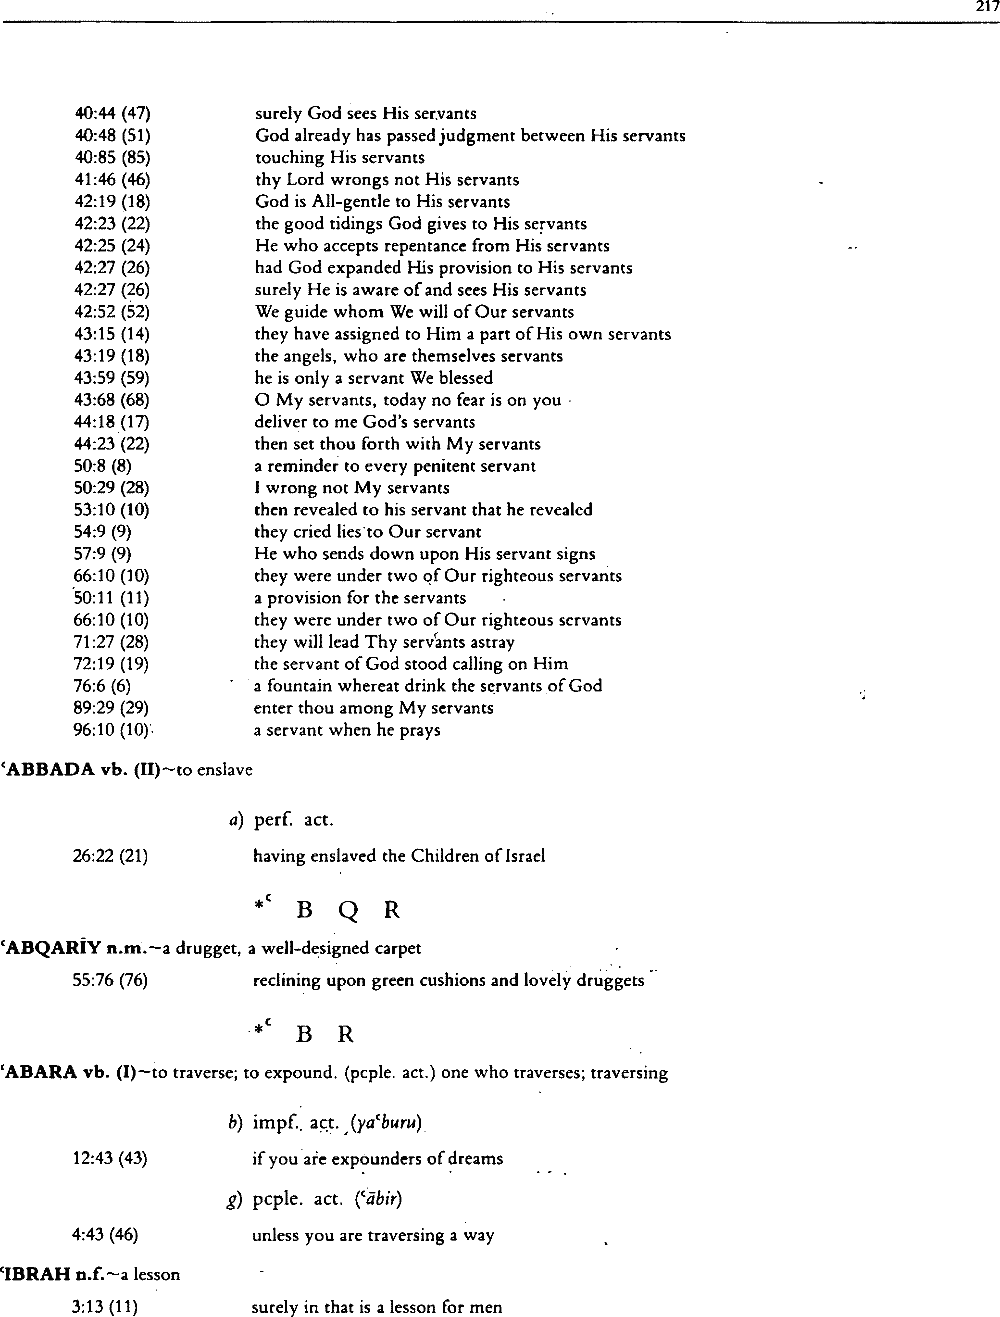 217
40:44 (47) surely God sees His servants
40:48 (51) God already has passed judgment between His servants
40:85 (85) touching His servants
41:46 (46) thy Lord wrongs not His servants
42:19 (18) God is All-gentle to His servants
42:23 (22) the good tidings God gives to His servants
42:25 (24) He who accepts repentance from His servants
42:27 (26) had God expanded His provision to His servants
42:27 (26) surely He is aware of and sees His servants
42:52 (52) We guide whom We will of Our servants
43:15 (14) they have assigned to Him a part of His own servants
43:19 (18) the angels, who are themselves servants
43:59 (59) he is only a servant We blessed
43:68 (68) O My servants, today no fear is on you
44:18 (17) deliver to me God's servants
44:23 (22) then set thou forth with My servants
50:8 (8) a reminder to every penitent servant
50:29 (28) I wrong not My servants
53:10 (10) then revealed to his servant that he revealed
54:9 (9) they cried lies to Our servant
57:9 (9) He who sends down upon His servant signs
66:10 (10) they were under two of Our righteous servants
50:11 (11) a provision for the servants
66:10 (10) they were under two of Our righteous servants
71:27 (28) they will lead Thy servants astray
72:19 (19) the servant of God stood calling on Him
76:6 (6) a fountain whereat drink the servants of God
89:29 (29) enter thou among My servants
96:10 (10) a servant when he prays
ʿABBADA vb. (II)~to enslave
a) perf. act.
26:22 (21) having enslaved the Children of Israel
*ʿ B Q R
ʿABQARĪY n.m.~a drugget, a well-designed carpet
55:76 (76) reclining upon green cushions and lovely druggets
*ʿ B R
ʿABARA vb. (I)~to traverse; to expound. (pcple. act.) one who traverses; traversing
b) impf. act. (yaʿburu)
12:43 (43) if you are expounders of dreams
g) pcple. act. (ʿābir)
4:43 (46) unless you are traversing a way
ʿIBRAH n.f.~a lesson
3:13 (11) surely in that is a lesson for men